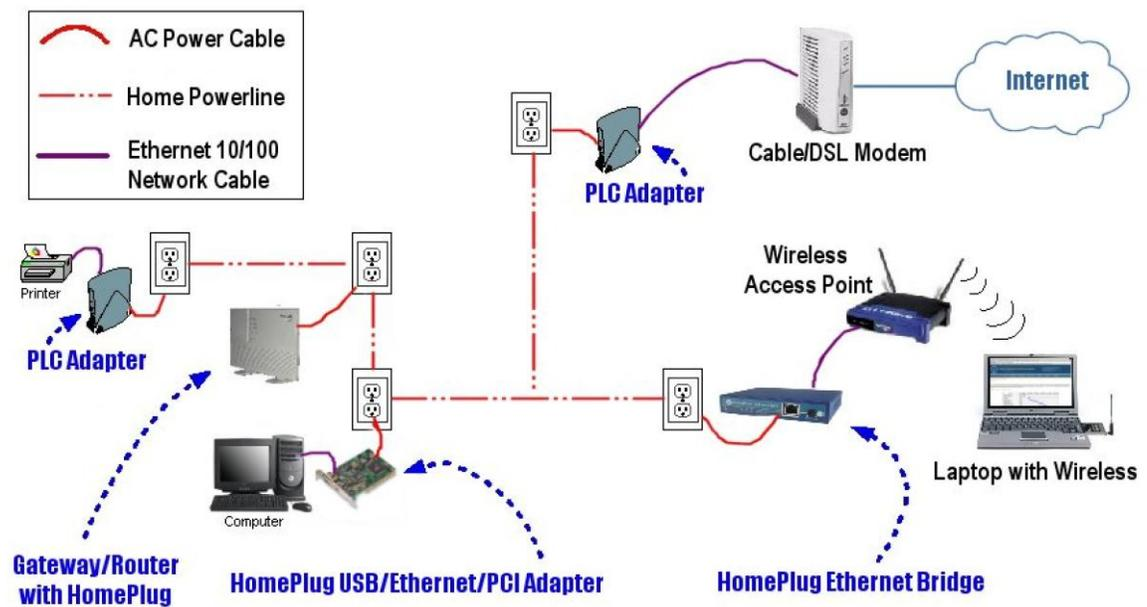 AC Power Cable
Home Powerline
Ethernet 10/100
Network Cable
Internet
Cable/DSL Modem
PLC Adapter
Wireless
Access Point
Printer
PLC Adapter
Laptop with Wireless
Computer
Gateway/Router
with HomePlug
HomePlug USB/Ethernet/PCI Adapter
HomePlug Ethernet Bridge